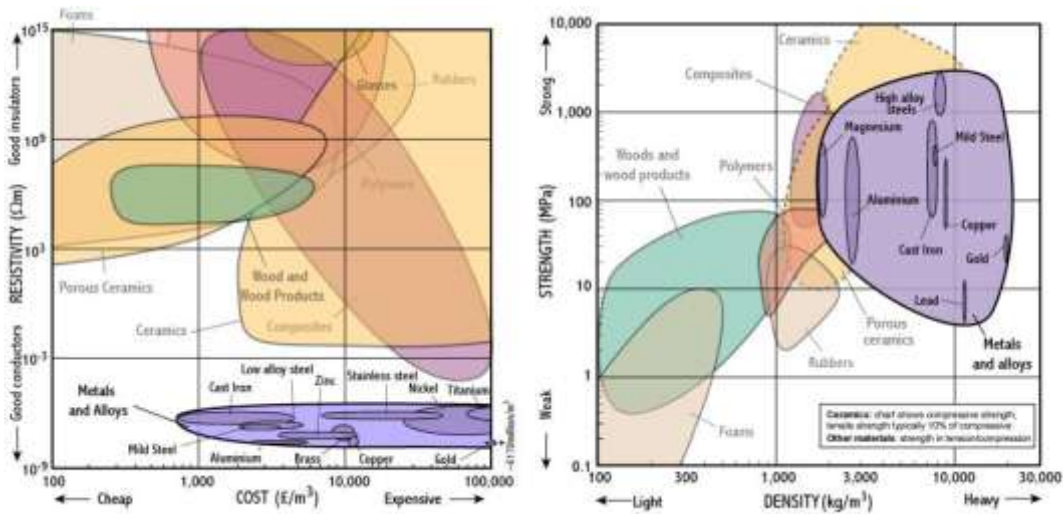 Foams
10^15
Glasses
Rubbers
Good insulators
10^9
Polymers
RESISTIVITY (Ωm)
10^3
Porous Ceramics
Wood and
Wood Products
Ceramics
Composites
10^-3
Good conductors
Metals
and Alloys
Cast Iron
Low alloy steel
Zinc
Stainless steel
Nickel
Titanium
Mild Steel
Aluminium
Brass
Copper
Gold
10^-9
100
1,000
10,000
100,000
Cheap
COST (£/m³)
Expensive
10,000
Strong
1,000
STRENGTH (MPa)
100
10
1
Weak
0.1
Ceramics
Composites
High alloy
steels
Magnesium
Mild Steel
Woods and
wood products
Polymers
Aluminium
Cast Iron
Copper
Gold
Lead
Porous
ceramics
Rubbers
Metals
and alloys
Foams
Ceramics: chart shows compressive strength,
tensile strength typically 10% of compressive
Other materials: strength in tension/compression
100
300
1,000
3,000
10,000
30,000
Light
DENSITY (kg/m³)
Heavy